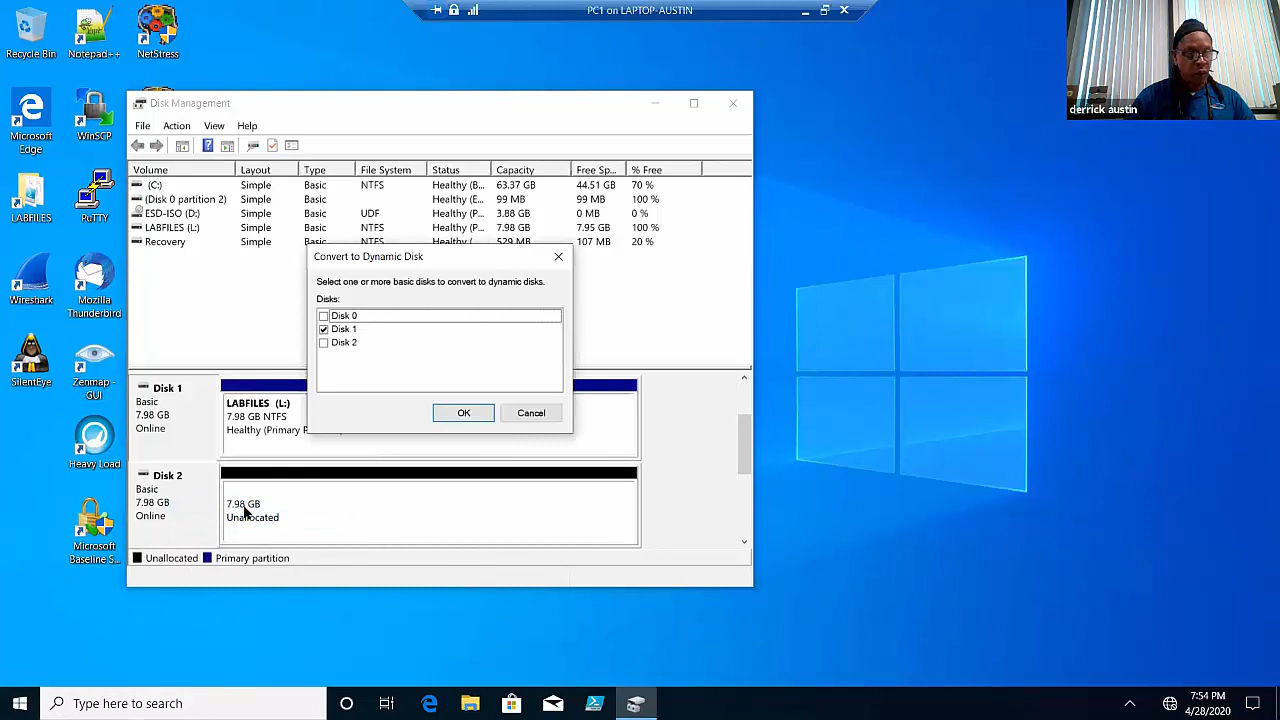 PC1 on LAPTOP-AUSTIN
derrick austin
Recycle Bin
Notepad++
NetStress
Microsoft
Edge
WinSCP
LABFILES
PuTTY
Wireshark
Mozilla
Thunderbird
SilentEye
Zenmap -
GUI
Heavy Load
Microsoft
Baseline S...
Disk Management
File Action View Help
Volume Layout Type File System Status Capacity Free Sp... % Free
(C:) Simple Basic NTFS Healthy (B... 63.37 GB 44.51 GB 70 %
(Disk 0 partition 2) Simple Basic Healthy (E... 99 MB 99 MB 100 %
ESD-ISO (D:) Simple Basic UDF Healthy (P... 3.88 GB 0 MB 0 %
LABFILES (L:) Simple Basic NTFS Healthy (P... 7.98 GB 7.95 GB 100 %
Recovery Simple Basic NTFS Healthy (... 529 MB 107 MB 20 %
Convert to Dynamic Disk
Select one or more basic disks to convert to dynamic disks.
Disks:
Disk 0
Disk 1
Disk 2
OK Cancel
Disk 1
Basic
7.98 GB
Online
LABFILES (L:)
7.98 GB NTFS
Healthy (Primary P
Disk 2
Basic
7.98 GB
Online
7.98 GB
Unallocated
Unallocated Primary partition
Type here to search
7:54 PM
4/28/2020